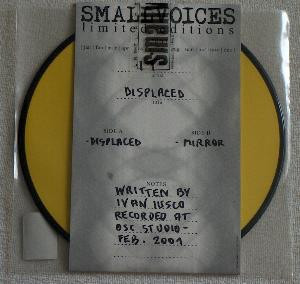 SMALLVOICES
limited editions
DISPLACED
title
SIDE A
SIDE B
-DISPLACED
-MIRROR
NOTES
WRITTEN BY
IVAN IUSCO
RECORDED AT
OSC STUDIO-
FEB. 2001